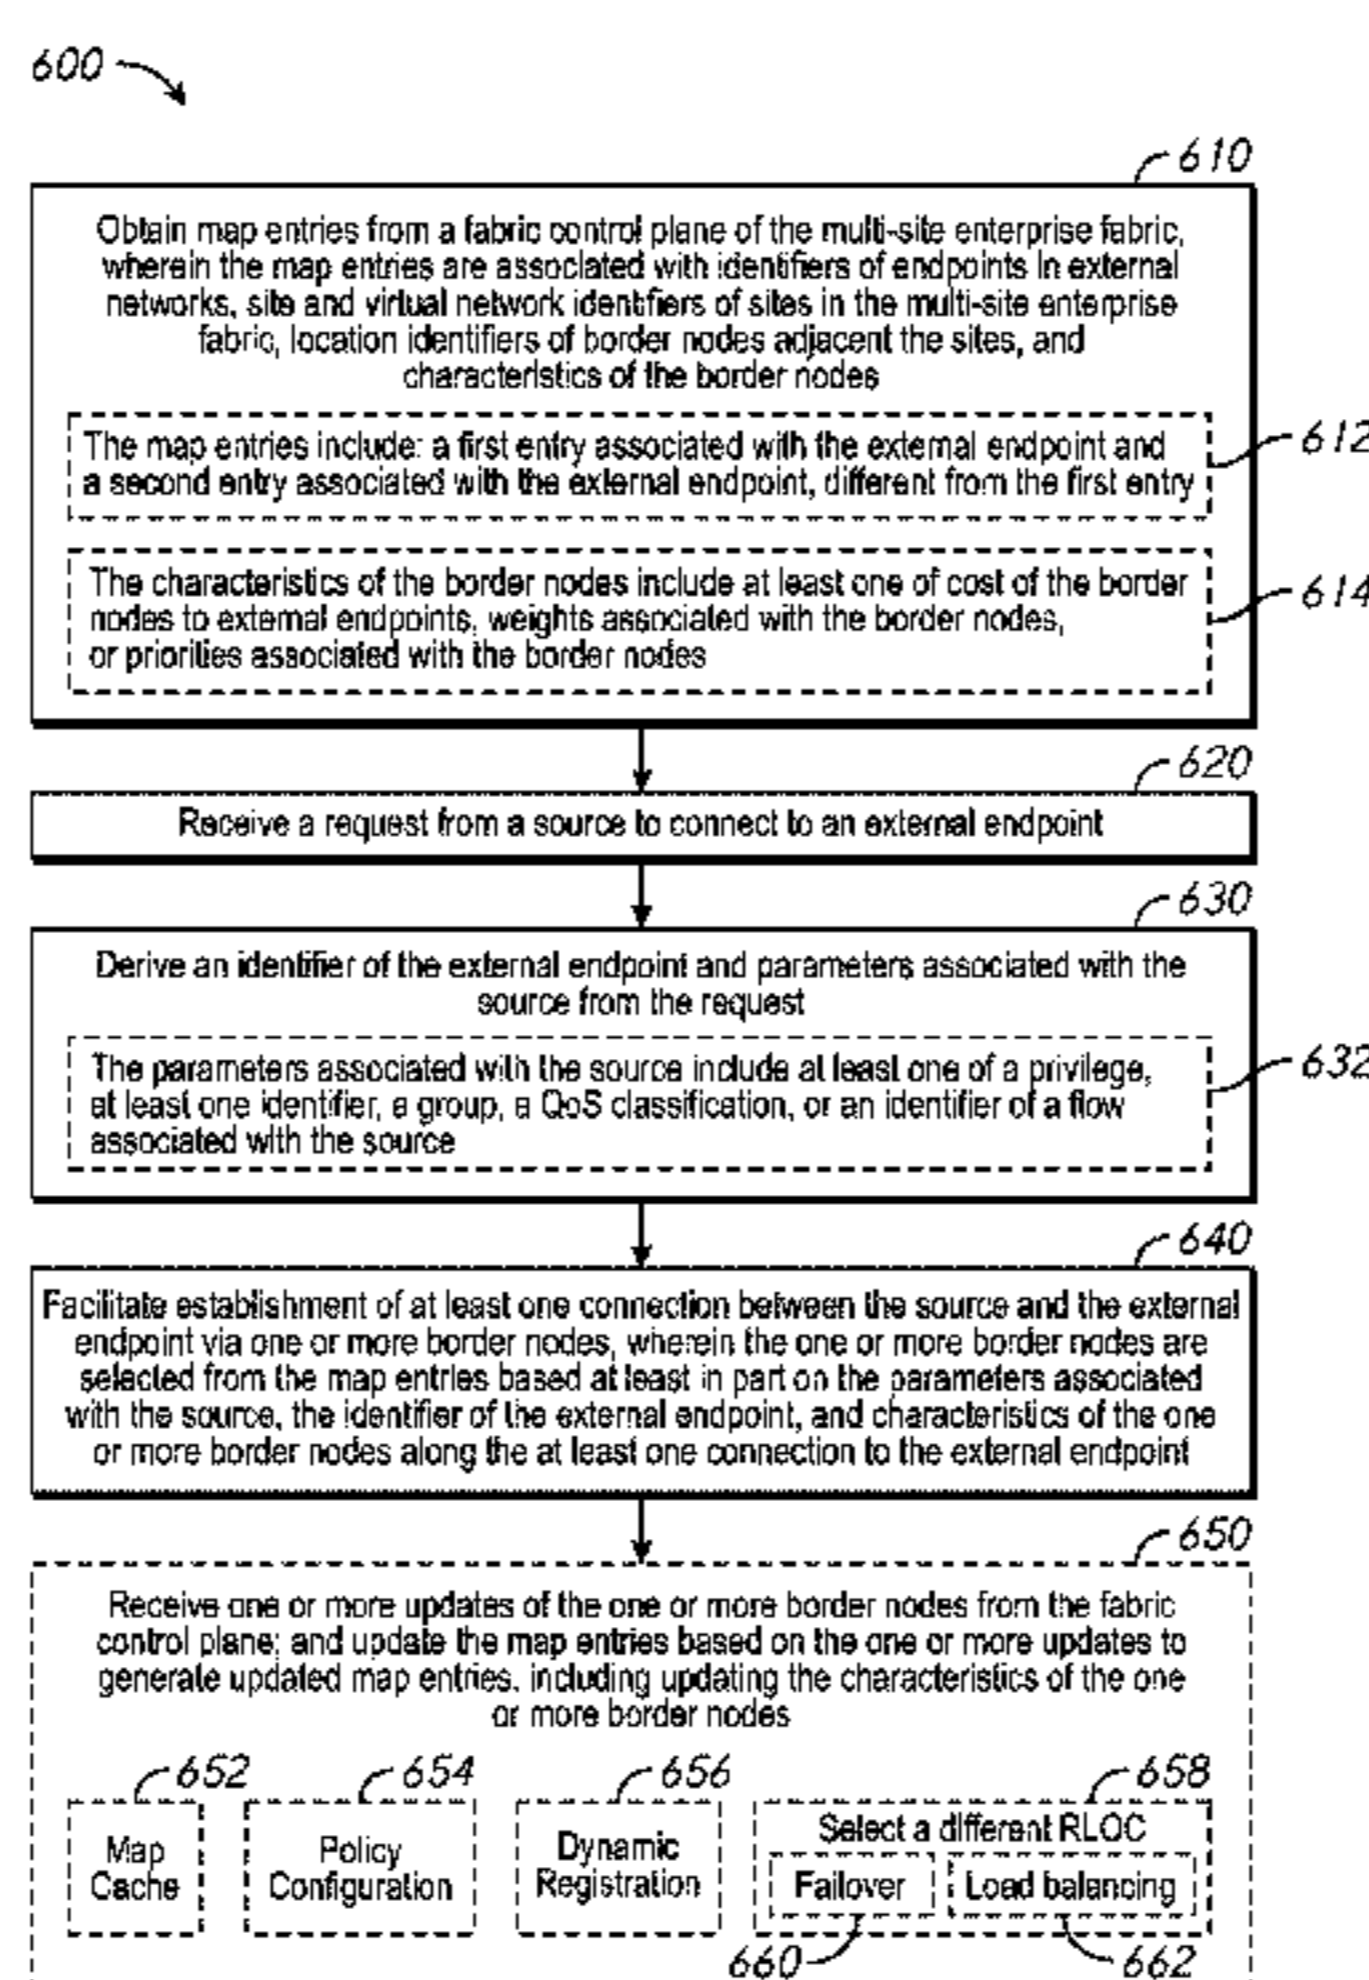 600
610
Obtain map entries from a fabric control plane of the multi-site enterprise fabric,
wherein the map entries are associated with identifiers of endpoints in external
networks, site and virtual network identifiers of sites in the multi-site enterprise
fabric, location identifiers of border nodes adjacent the sites, and
characteristics of the border nodes
The map entries include: a first entry associated with the external endpoint and
a second entry associated with the external endpoint, different from the first entry
612
The characteristics of the border nodes include at least one of cost of the border
nodes to external endpoints, weights associated with the border nodes,
or priorities associated with the border nodes
614
620
Receive a request from a source to connect to an external endpoint
630
Derive an identifier of the external endpoint and parameters associated with the
source from the request
The parameters associated with the source include at least one of a privilege,
at least one identifier, a group, a QoS classification, or an identifier of a flow
associated with the source
632
640
Facilitate establishment of at least one connection between the source and the external
endpoint via one or more border nodes, wherein the one or more border nodes are
selected from the map entries based at least in part on the parameters associated
with the source, the identifier of the external endpoint, and characteristics of the one
or more border nodes along the at least one connection to the external endpoint
650
Receive one or more updates of the one or more border nodes from the fabric
control plane; and update the map entries based on the one or more updates to
generate updated map entries, including updating the characteristics of the one
or more border nodes
652
Map
Cache
654
Policy
Configuration
656
Dynamic
Registration
658
Select a different RLOC
Failover
Load balancing
660
662